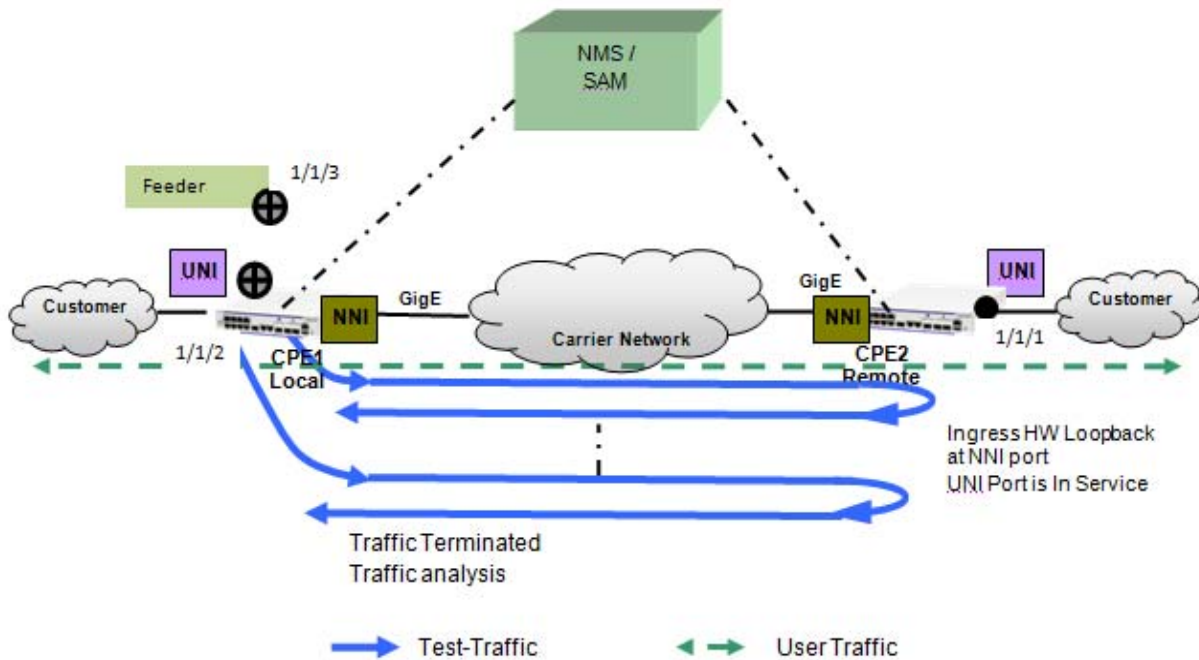 NMS /
SAM
1/1/3
Feeder
UNI
UNI
Customer
NNI
GigE
Carrier Network
GigE
NNI
Customer
1/1/2
CPE1
Local
CPE2
Remote
1/1/1
Ingress HW Loopback
at NNI port
UNI Port is In Service
Traffic Terminated
Traffic analysis
Test-Traffic
User Traffic